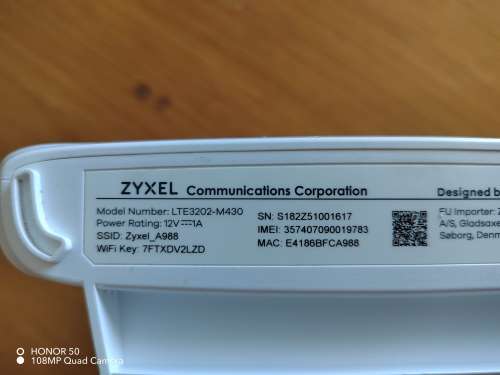 ZYXEL Communications Corporation
Designed b
Model Number: LTE3202-M430
Power Rating: 12V⎓1A
SSID: Zyxel_A988
WiFi Key: 7FTXDV2LZD
SN: S182Z51001617
IMEI: 357407090019783
MAC: E4186BFCA988
EU Importer: Z
A/S, Gladsaxe
Søborg, Denm
HONOR 50
108MP Quad Camera